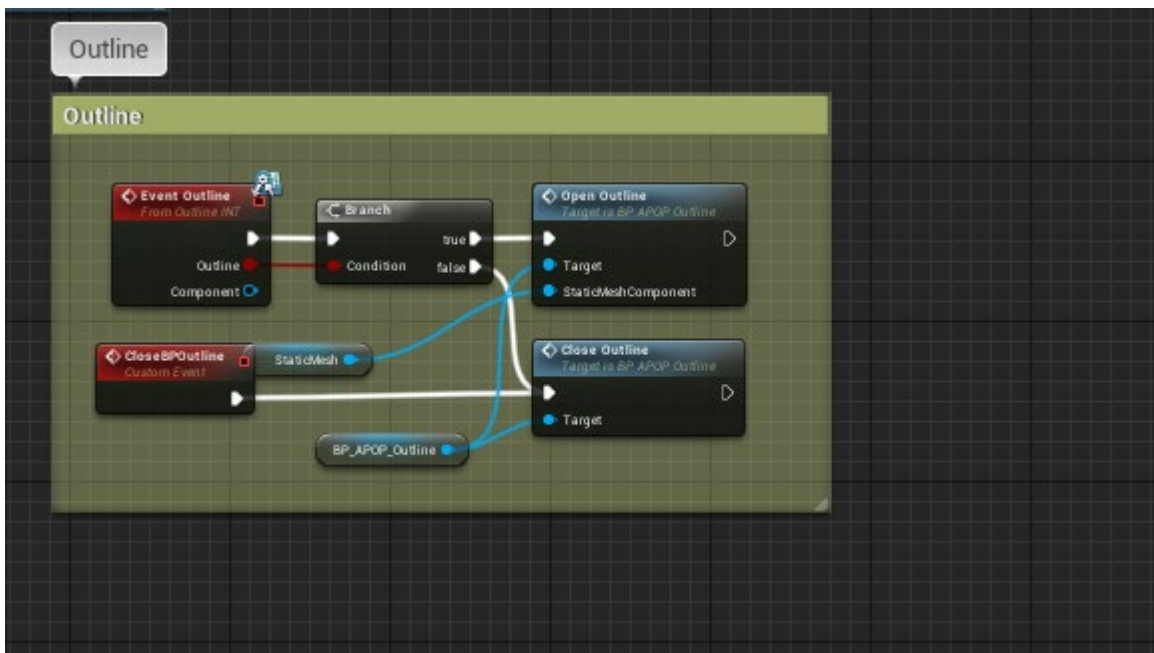 Outline
Outline
Event Outline
From Outline INT
Outline
Component
Branch
true
Condition
false
Open Outline
Target is BP APOP Outline
Target
StaticMeshComponent
CloseBPOutline
Custom Event
StaticMesh
Close Outline
Target is BP APOP Outline
Target
BP_APOP_Outline